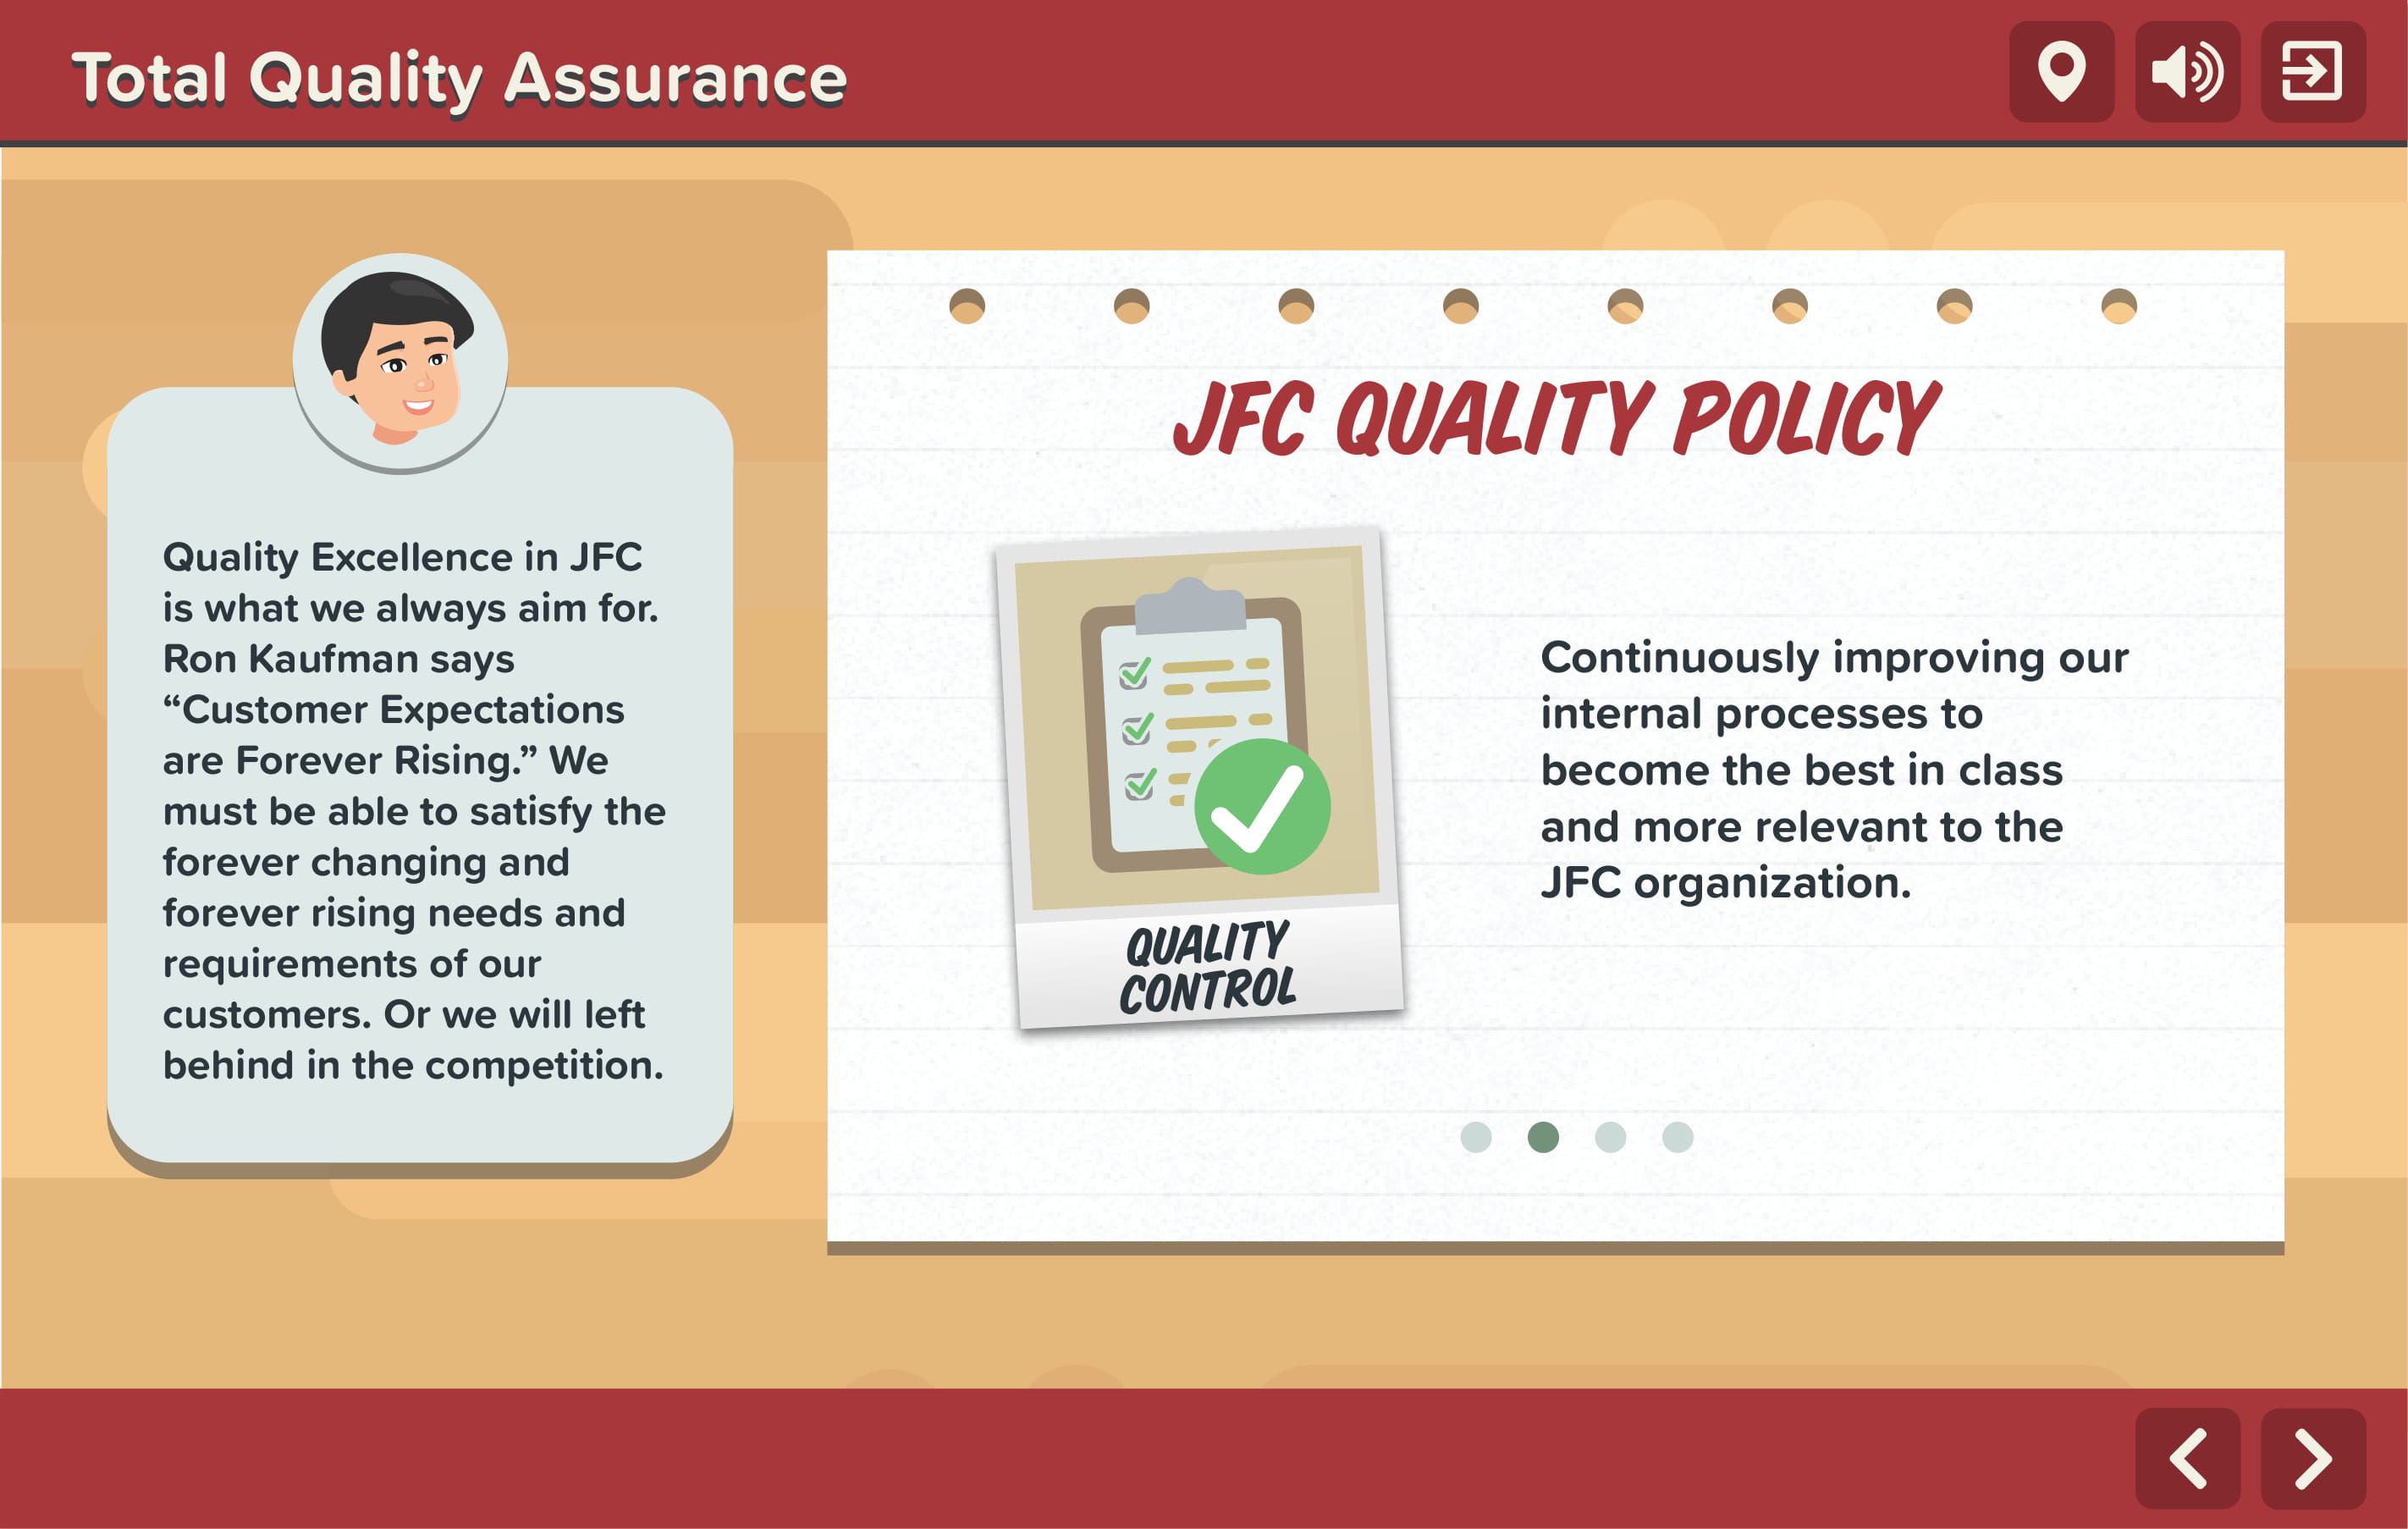 Total Quality Assurance
Quality Excellence in JFC
is what we always aim for.
Ron Kaufman says
“Customer Expectations
are Forever Rising.” We
must be able to satisfy the
forever changing and
forever rising needs and
requirements of our
customers. Or we will left
behind in the competition.
JFC QUALITY POLICY
QUALITY
CONTROL
Continuously improving our
internal processes to
become the best in class
and more relevant to the
JFC organization.